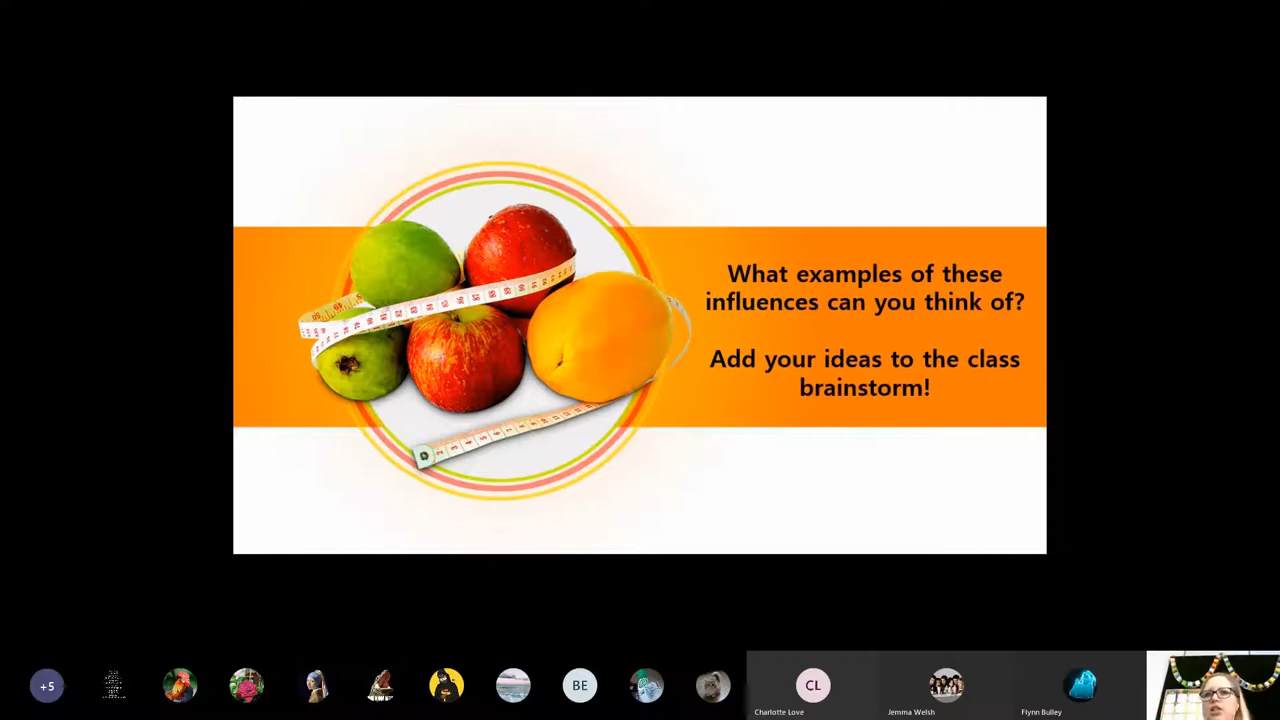 What examples of these
influences can you think of?
Add your ideas to the class
brainstorm!
+5
BE
CL
Charlotte Love
Jemma Welsh
Flynn Bulley